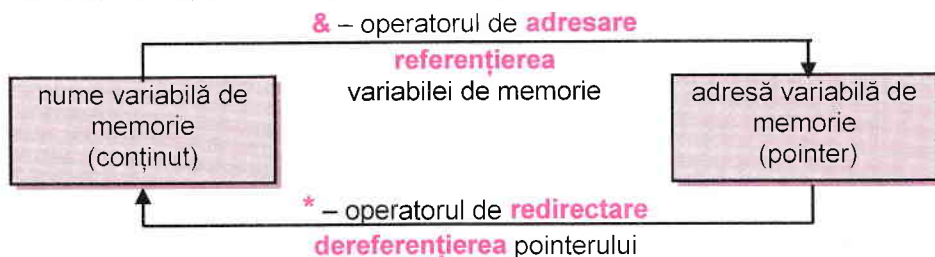 & – operatorul de adresare
referențierea
variabilei de memorie
nume variabilă de
memorie
(conținut)
adresă variabilă de
memorie
(pointer)
* – operatorul de redirectare
dereferențierea pointerului